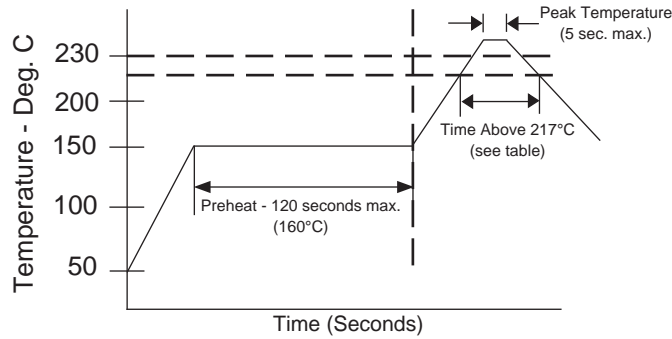 Peak Temperature
(5 sec. max.)
230
200
150
100
50
Temperature - Deg. C
Time Above 217°C
(see table)
Preheat - 120 seconds max.
(160°C)
Time (Seconds)